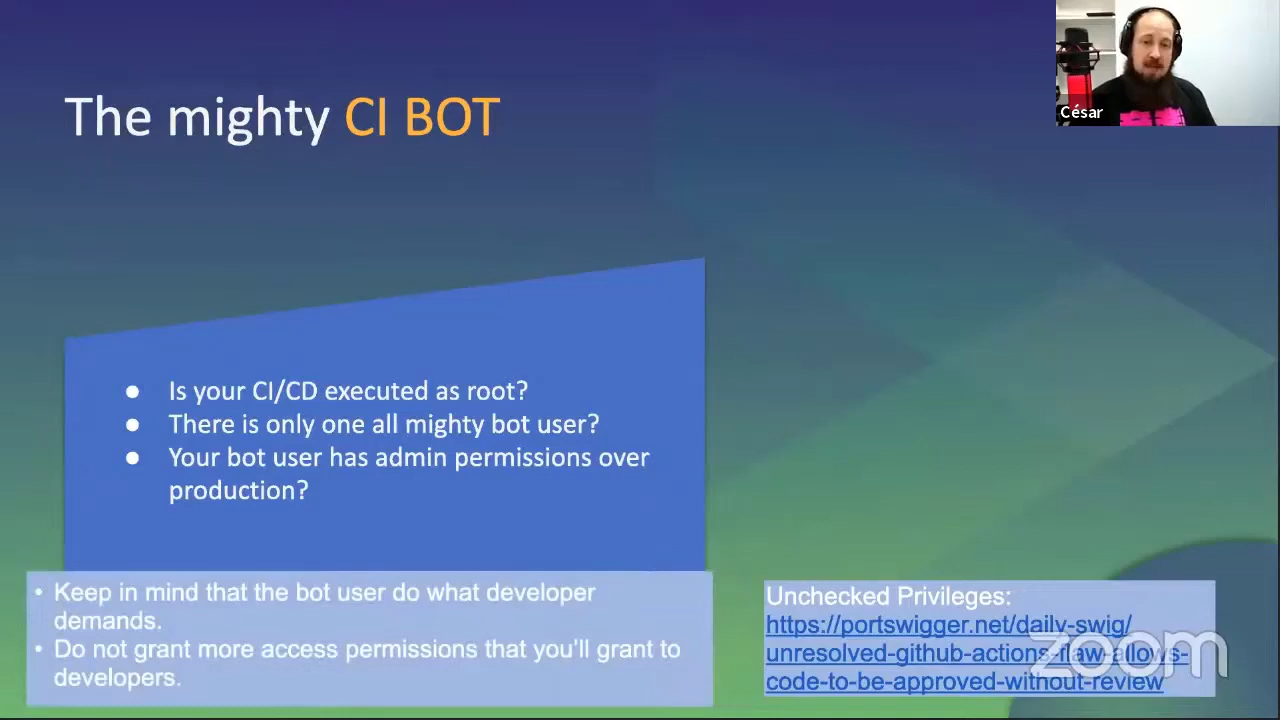 The mighty CI BOT
César
● Is your CI/CD executed as root?
● There is only one all mighty bot user?
● Your bot user has admin permissions over
production?
• Keep in mind that the bot user do what developer
demands.
• Do not grant more access permissions that you'll grant to
developers.
Unchecked Privileges:
https://portswigger.net/daily-swig/
unresolved-github-actions-flaw-allows-
code-to-be-approved-without-review
zoom